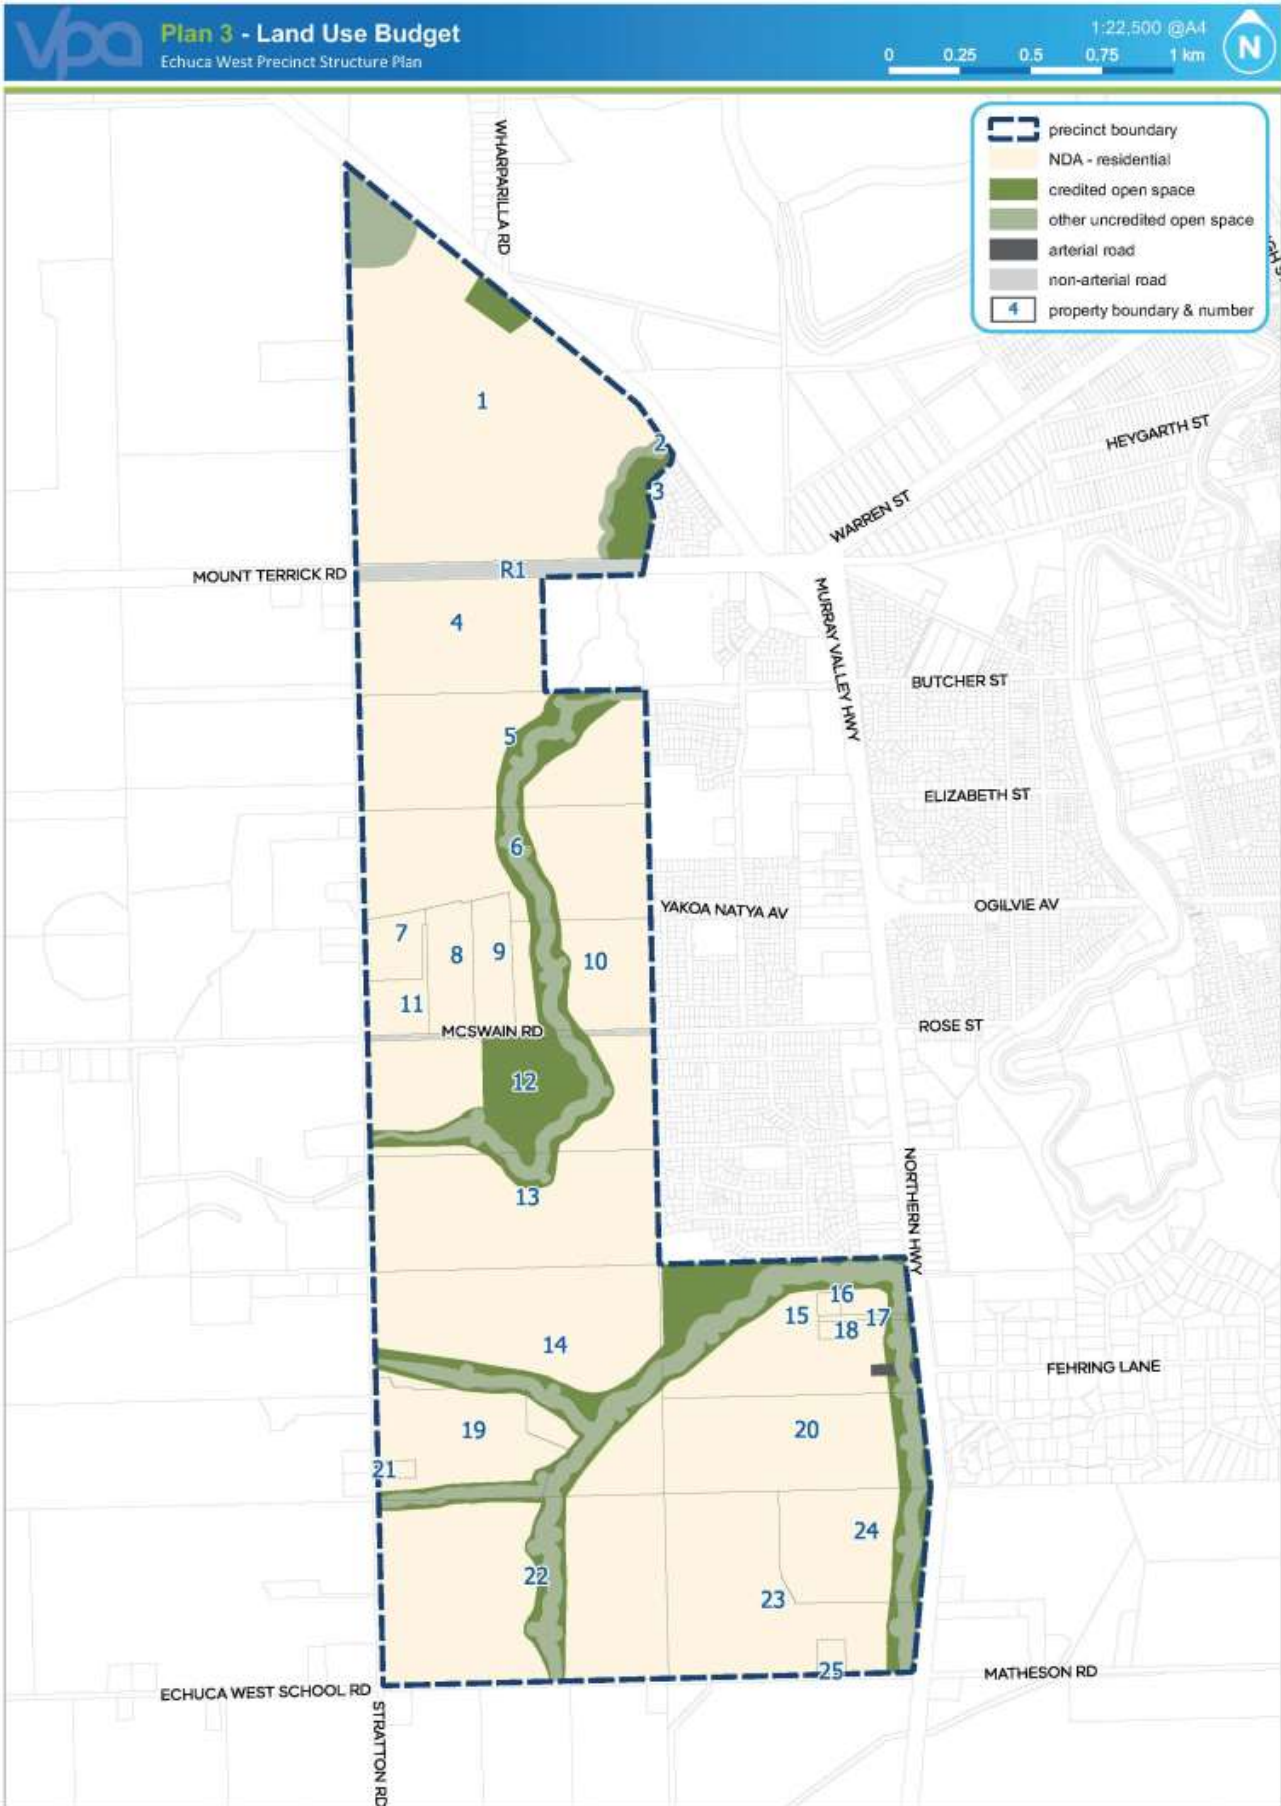 vpa
Plan 3 - Land Use Budget
Echuca West Precinct Structure Plan
1:22,500 @A4
0 0.25 0.5 0.75 1 km
N
precinct boundary
NDA - residential
credited open space
other uncredited open space
arterial road
non-arterial road
4 property boundary & number
WHARPARILLA RD
1
2
3
HEYGARTH ST
WARREN ST
MOUNT TERRICK RD
R1
4
MURRAY VALLEY HWY
BUTCHER ST
5
ELIZABETH ST
6
YAKOA NATYA AV
OGILVIE AV
7
8
9
10
11
MCSWAIN RD
ROSE ST
12
13
NORTHERN HWY
14
15
16
17
18
FEHRING LANE
19
20
21
22
23
24
25
MATHESON RD
ECHUCA WEST SCHOOL RD
STRATTON RD